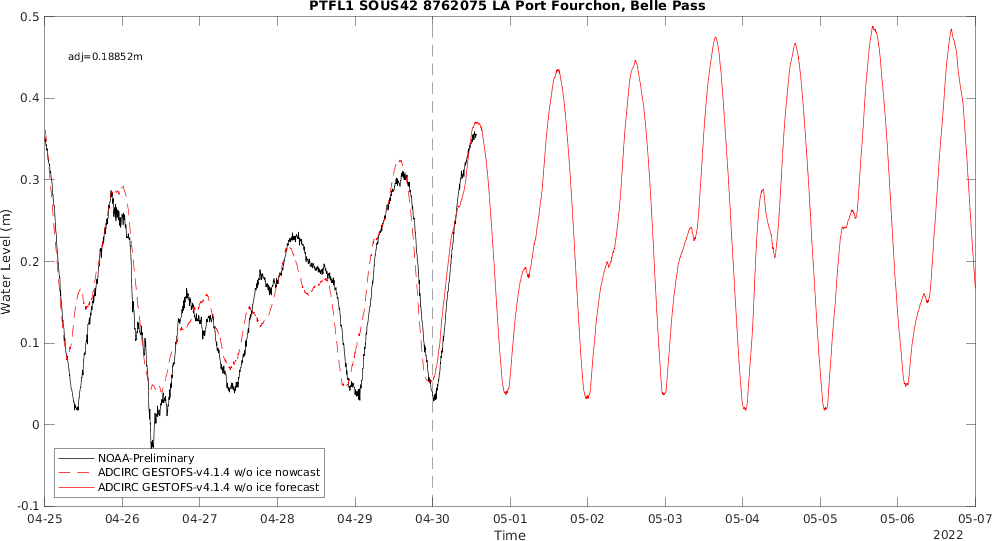 PTFL1 SOUS42 8762075 LA Port Fourchon, Belle Pass
0.5
adj=0.18852m
0.4
0.3
0.2
0.1
0
-0.1
Water Level (m)
NOAA-Preliminary
ADCIRC GESTOFS-v4.1.4 w/o ice nowcast
ADCIRC GESTOFS-v4.1.4 w/o ice forecast
04-25 04-26 04-27 04-28 04-29 04-30 05-01 05-02 05-03 05-04 05-05 05-06 05-07
Time
2022